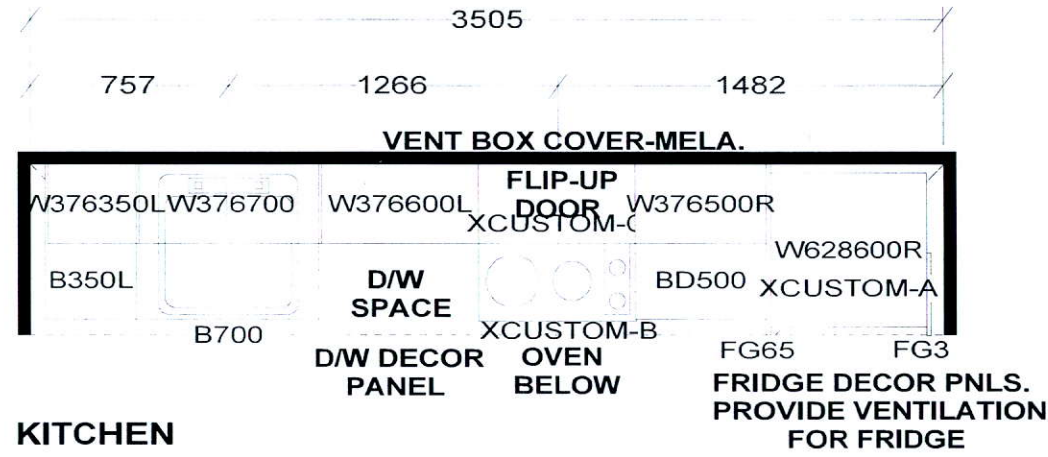 3505
757 1266 1482
VENT BOX COVER-MELA.
FLIP-UP
DOOR
W376350L W376700 W376600L W376500R
XCUSTOM-C
W628600R
B350L D/W SPACE BD500 XCUSTOM-A
B700 XCUSTOM-B
D/W DECOR PANEL
OVEN BELOW
FG65 FG3
FRIDGE DECOR PNLS.
PROVIDE VENTILATION
FOR FRIDGE
KITCHEN